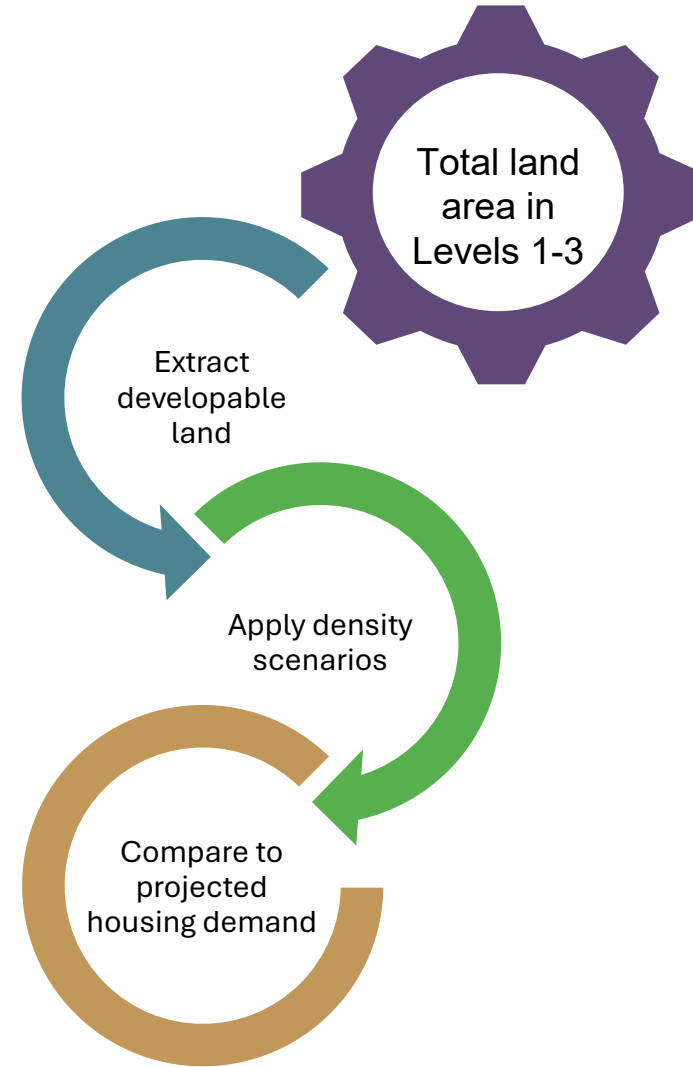 Total land
area in
Levels 1-3
Extract
developable
land
Apply density
scenarios
Compare to
projected
housing demand